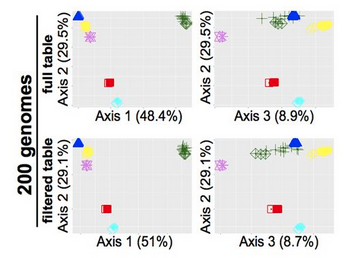 200 genomes
full table
Axis 2 (29.5%)
Axis 1 (48.4%)
Axis 2 (29.5%)
Axis 3 (8.9%)
filtered table
Axis 2 (29.1%)
Axis 1 (51%)
Axis 2 (29.1%)
Axis 3 (8.7%)